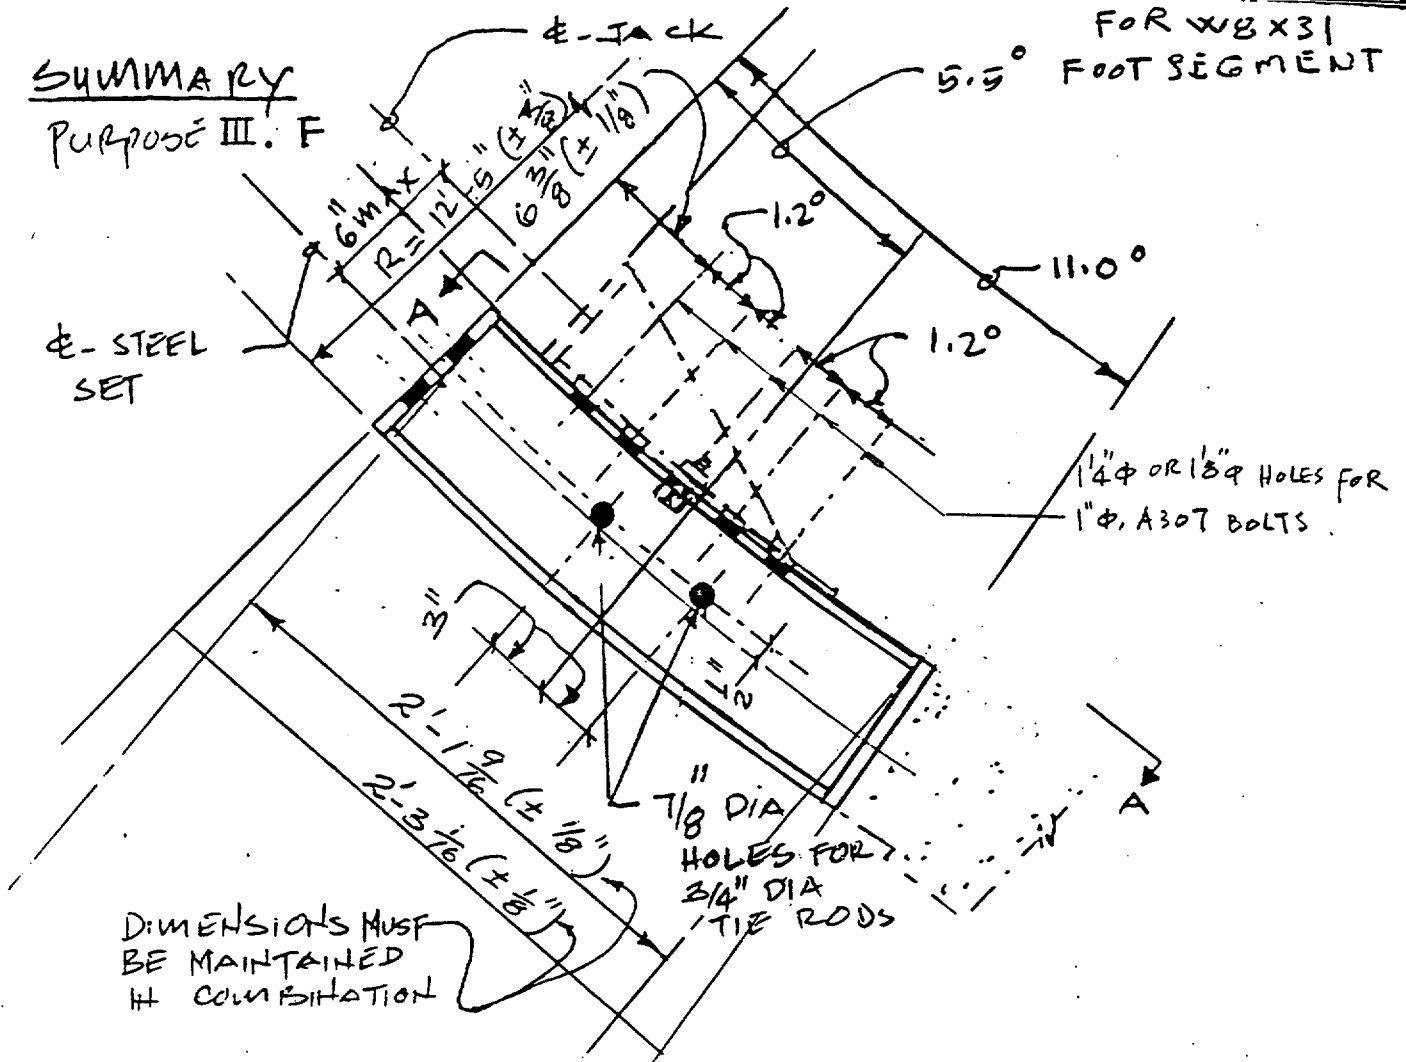 SUMMARY
PURPOSE III. F
℄-JACK
FOR W8X31
FOOT SEGMENT
5.5°
6" MAX
R= 12'-5" (±
6 3/8" (± 1/8")
1.2°
11.0°
1.2°
A
℄- STEEL
SET
1 1/4"Φ OR 1 1/8"Φ HOLES FOR
1"Φ, A307 BOLTS
3"
1"
2
2'-1 9/16 (± 1/8")
2'-3 1/16 (± 1/8")
7/8" DIA
HOLES FOR
3/4" DIA
TIE RODS
A
DIMENSIONS MUST
BE MAINTAINED
IN COMBINATION